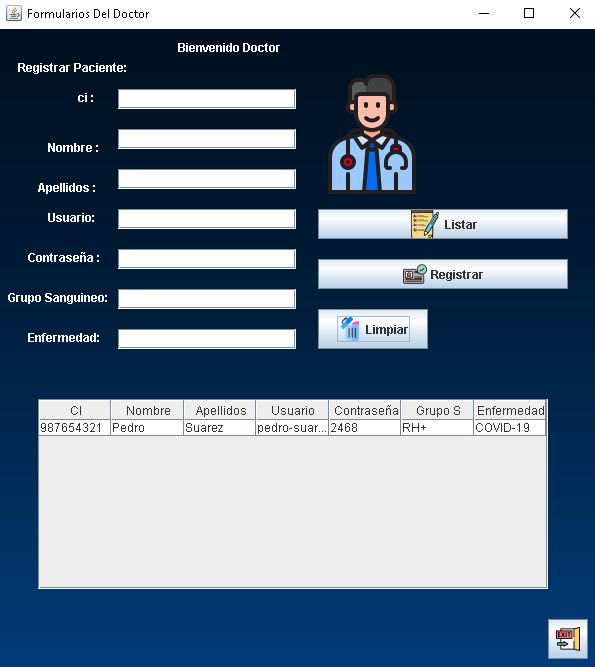 Formularios Del Doctor
Bienvenido Doctor
Registrar Paciente:
ci :
Nombre :
Apellidos :
Usuario:
Contraseña :
Grupo Sanguineo:
Enfermedad:
Listar
Registrar
Limpiar
CI Nombre Apellidos Usuario Contraseña Grupo S Enfermedad
987654321 Pedro Suarez pedro-suar... 2468 RH+ COVID-19
EXIT